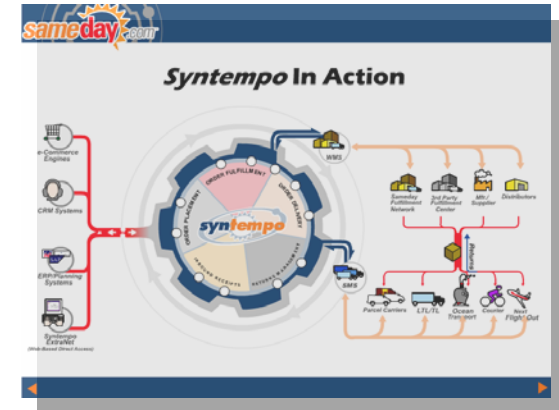 sameday.com
Syntempo In Action
e-Commerce
Engines
CRM Systems
ERP/Planning
Systems
Syntempo
ExtraNet
(Web-Based Direct Access)
ORDER PLACEMENT
ORDER FULFILLMENT
ORDER DELIVERY
RETURNS MANAGEMENT
INVALID RECEIPTS
syntempo
WMS
SMS
Sameday
Fulfillment
Network
3rd Party
Fulfillment
Center
Mfr/
Supplier
Distributors
Returns
Parcel Carriers
LTL/TL
Ocean
Transport
Courier
Next
Flight Out